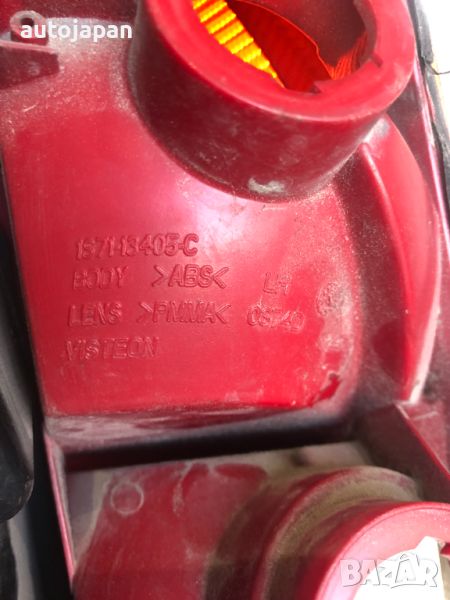 autojapan
1S71-13405-C
BODY >ABS< LH
LENS >PMMA<
VISTEON
BAZAR